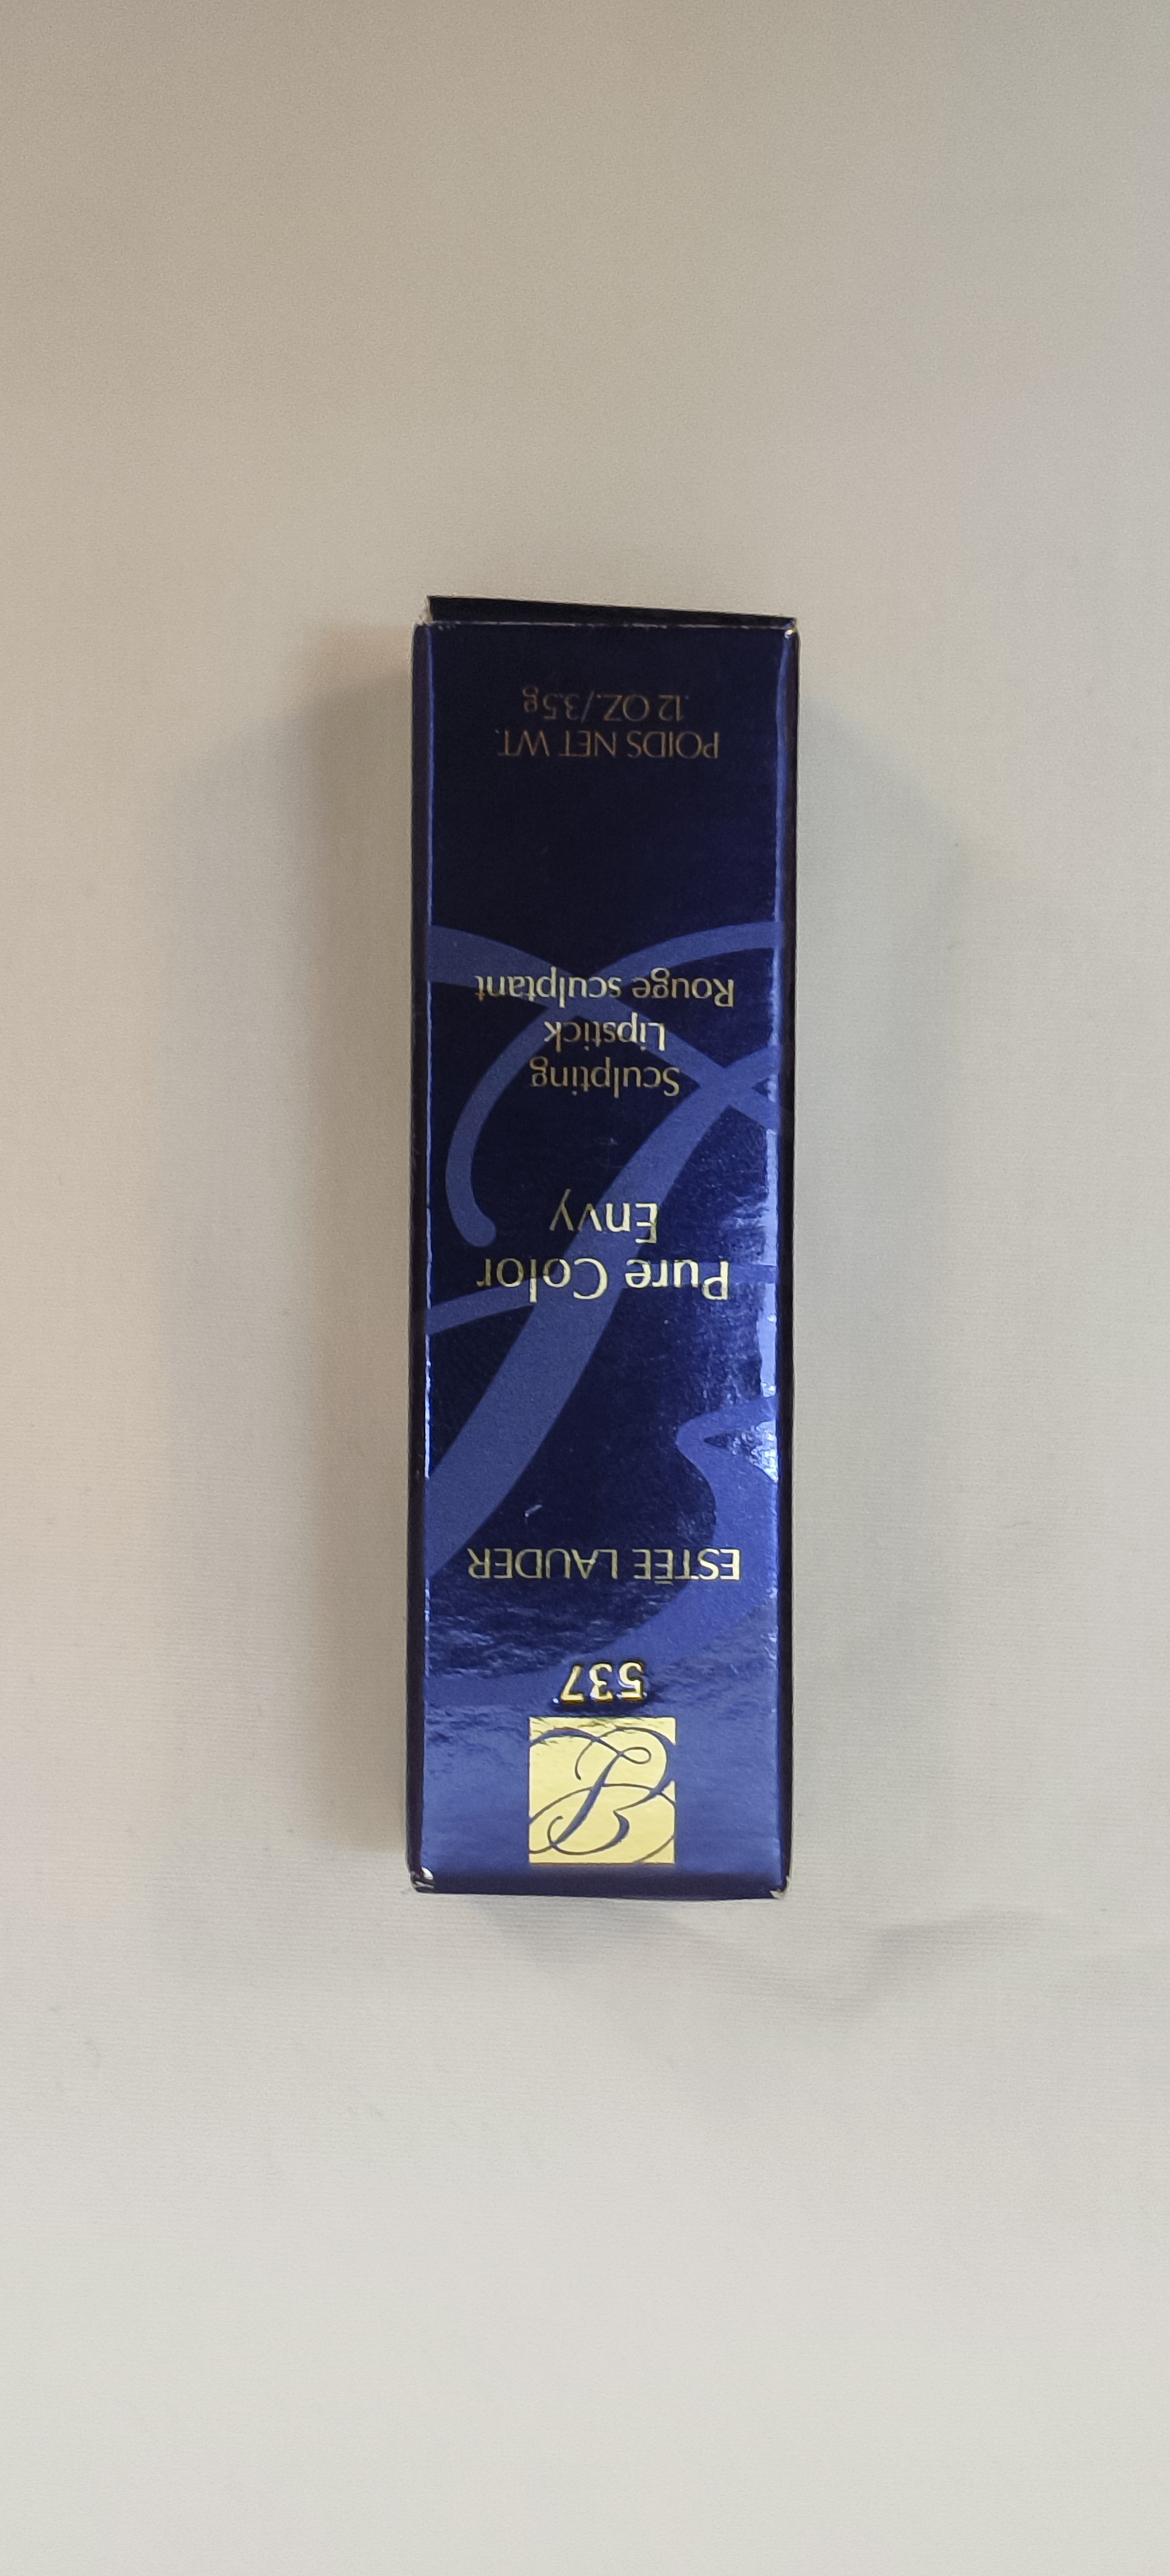 537
ESTĒE LAUDER
Pure Color
Envy
Sculpting
Lipstick
Rouge sculptant
POIDS NET WT.
.12 OZ./3.5g